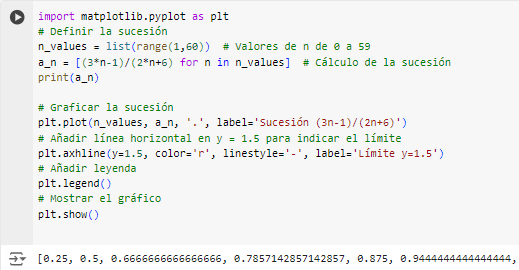 import matplotlib.pyplot as plt
# Definir la sucesión
n_values = list(range(1,60))  # Valores de n de 0 a 59
a_n = [(3*n-1)/(2*n+6) for n in n_values]  # Cálculo de la sucesión
print(a_n)

# Graficar la sucesión
plt.plot(n_values, a_n, '.', label='Sucesión (3n-1)/(2n+6)')
# Añadir línea horizontal en y = 1.5 para indicar el límite
plt.axhline(y=1.5, color='r', linestyle='-', label='Límite y=1.5')
# Añadir leyenda
plt.legend()
# Mostrar el gráfico
plt.show()

[0.25, 0.5, 0.6666666666666666, 0.7857142857142857, 0.875, 0.9444444444444444,